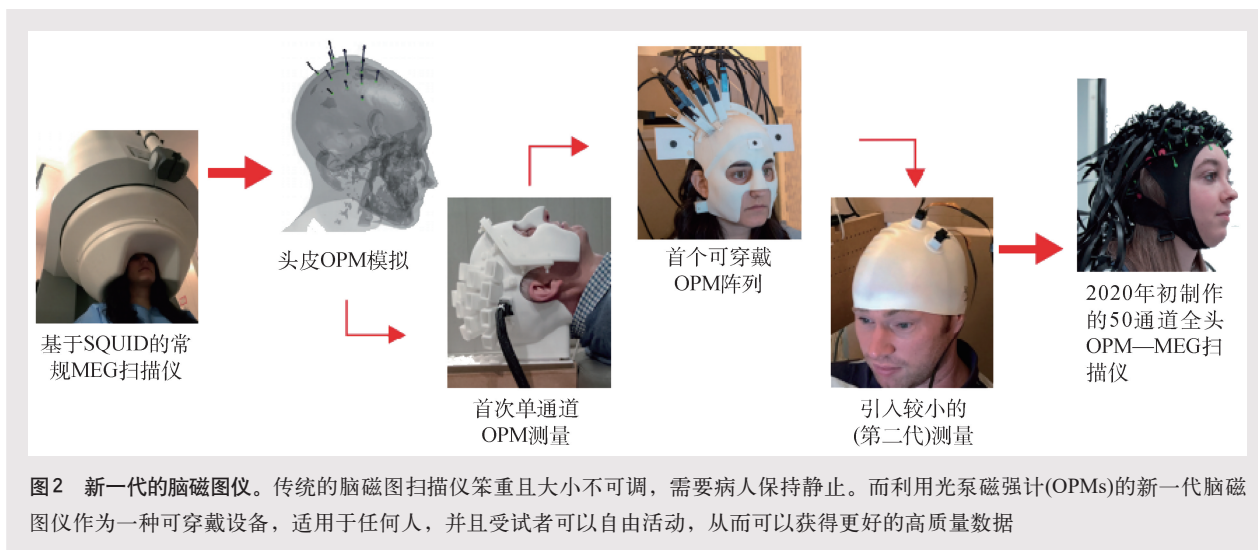 基于SQUID的常
规MEG扫描仪
头皮OPM模拟
首次单通道
OPM测量
首个可穿戴
OPM阵列
引入较小的
(第二代)测量
2020年初制作
的50通道全头
OPM—MEG扫
描仪
图2 新一代的脑磁图仪。传统的脑磁图扫描仪笨重且大小不可调，需要病人保持静止。而利用光泵磁强计(OPMs)的新一代脑磁
图仪作为一种可穿戴设备，适用于任何人，并且受试者可以自由活动，从而可以获得更好的高质量数据